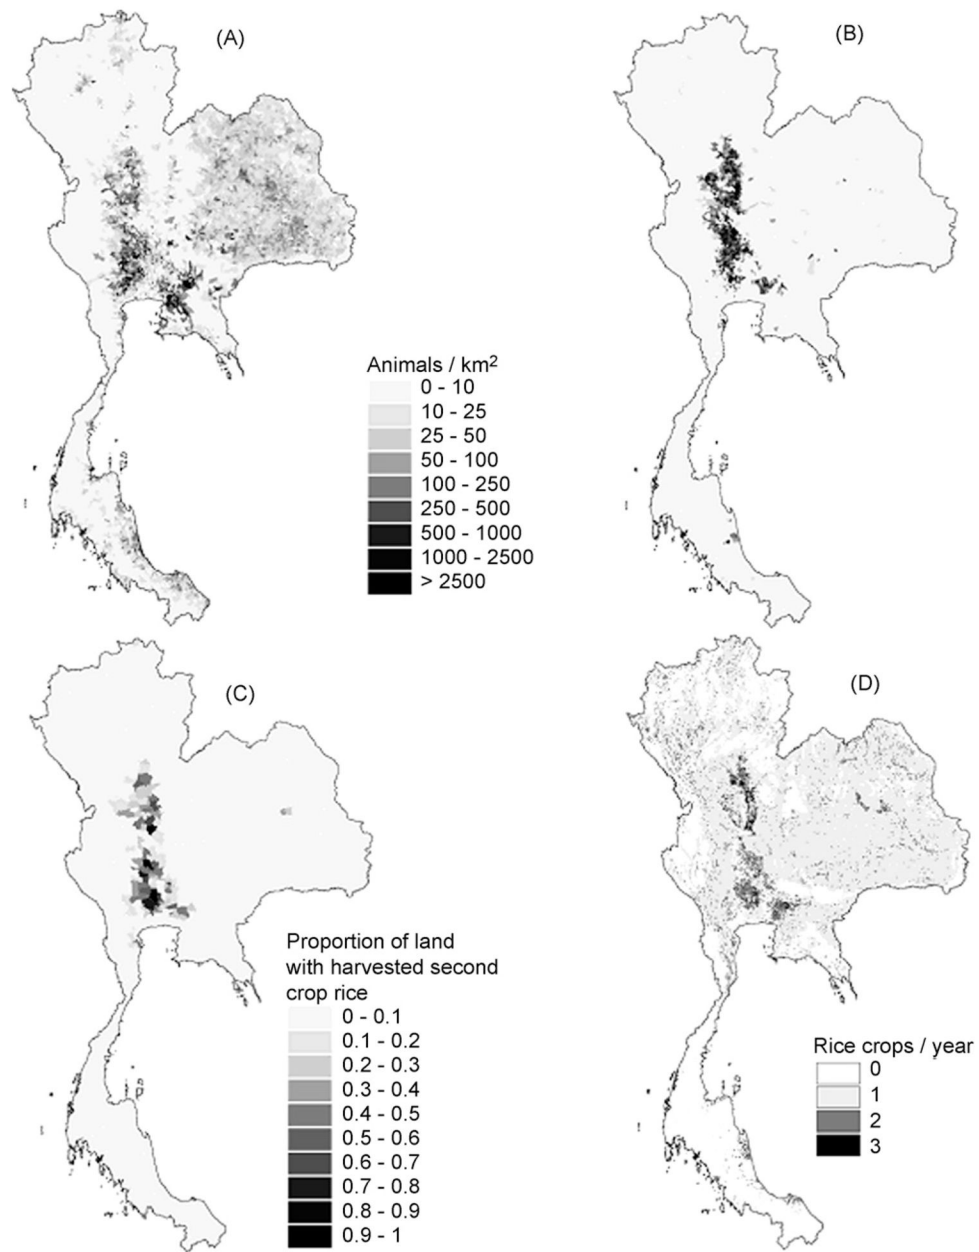 (A)
(B)
Animals / km2
0 - 10
10 - 25
25 - 50
50 - 100
100 - 250
250 - 500
500 - 1000
1000 - 2500
> 2500
(C)
(D)
Proportion of land
with harvested second
crop rice
0 - 0.1
0.1 - 0.2
0.2 - 0.3
0.3 - 0.4
0.4 - 0.5
0.5 - 0.6
0.6 - 0.7
0.7 - 0.8
0.8 - 0.9
0.9 - 1
Rice crops / year
0
1
2
3